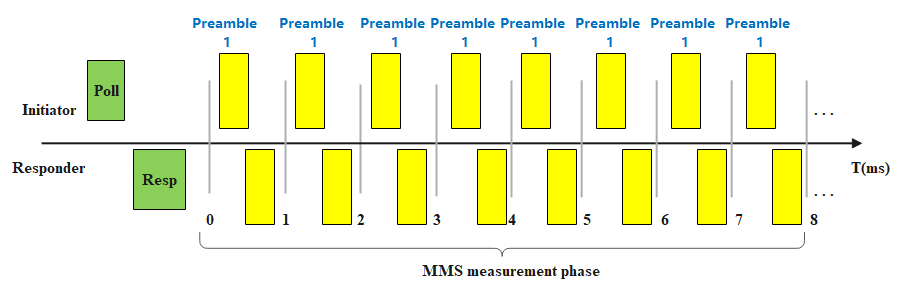 Preamble 1 Preamble 1 Preamble 1 Preamble 1 Preamble 1 Preamble 1 Preamble 1 Preamble 1
Poll
Initiator
...
Responder
T(ms)
Resp
...
0 1 2 3 4 5 6 7 8
MMS measurement phase